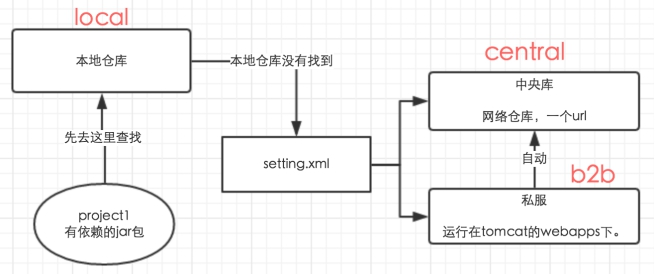 local
本地仓库
本地仓库没有找到
central
中央库
网络仓库，一个url
先去这里查找
setting.xml
自动
b2b
私服
运行在tomcat的webapps下。
project1
有依赖的jar包